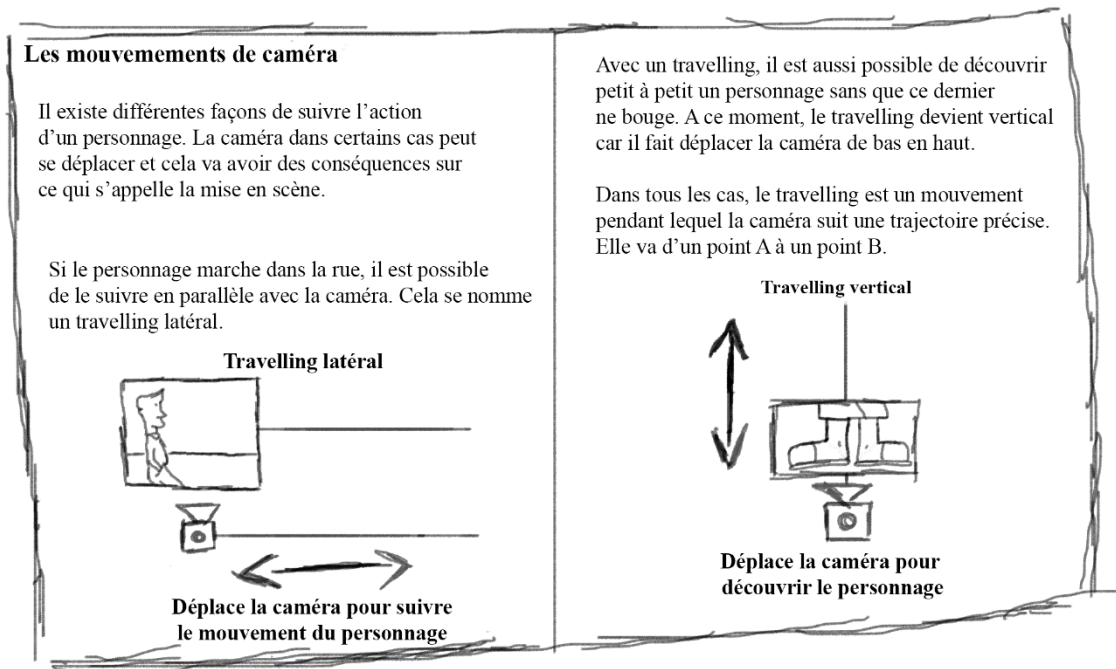 Les mouvemements de caméra
Il existe différentes façons de suivre l’action
d’un personnage. La caméra dans certains cas peut
se déplacer et cela va avoir des conséquences sur
ce qui s’appelle la mise en scène.
Si le personnage marche dans la rue, il est possible
de le suivre en parallèle avec la caméra. Cela se nomme
un travelling latéral.
Travelling latéral
Déplace la caméra pour suivre
le mouvement du personnage
Avec un travelling, il est aussi possible de découvrir
petit à petit un personnage sans que ce dernier
ne bouge. A ce moment, le travelling devient vertical
car il fait déplacer la caméra de bas en haut.
Dans tous les cas, le travelling est un mouvement
pendant lequel la caméra suit une trajectoire précise.
Elle va d’un point A à un point B.
Travelling vertical
Déplace la caméra pour
découvrir le personnage